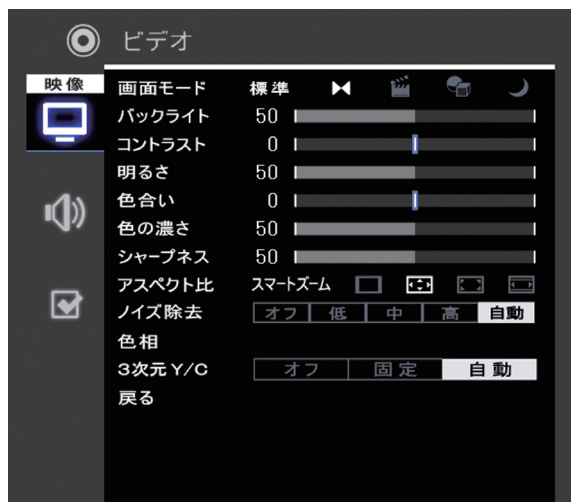 ビデオ
映像
画面モード 標準
バックライト 50
コントラスト 0
明るさ 50
色合い 0
色の濃さ 50
シャープネス 50
アスペクト比 スマートズーム
ノイズ除去 オフ 低 中 高 自動
色相
3次元Y/C オフ 固定 自動
戻る